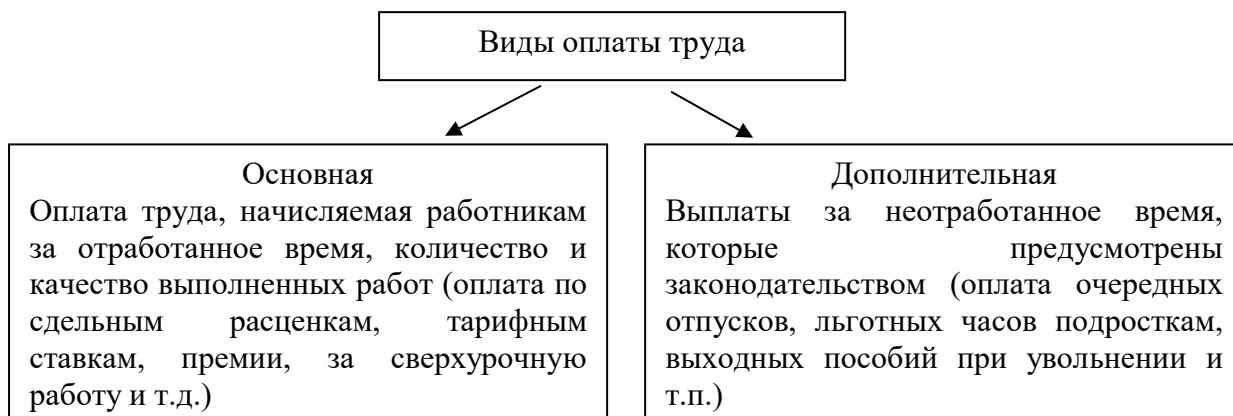 Виды оплаты труда
Основная
Оплата труда, начисляемая работникам
за отработанное время, количество и
качество выполненных работ (оплата по
сдельным расценкам, тарифным
ставкам, премии, за сверхурочную
работу и т.д.)
Дополнительная
Выплаты за неотработанное время,
которые предусмотрены
законодательством (оплата очередных
отпусков, льготных часов подросткам,
выходных пособий при увольнении и
т.п.)